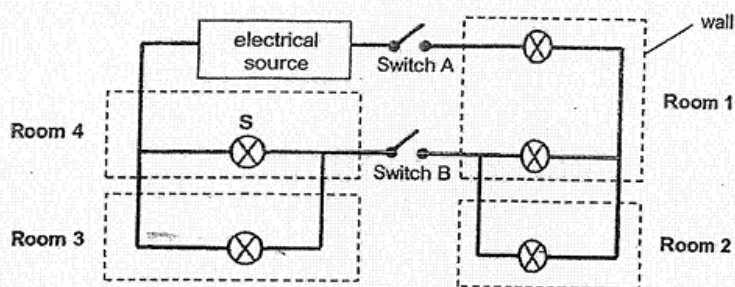 electrical
source
Switch A
wall
Room 1
Room 4
S
Switch B
Room 3
Room 2